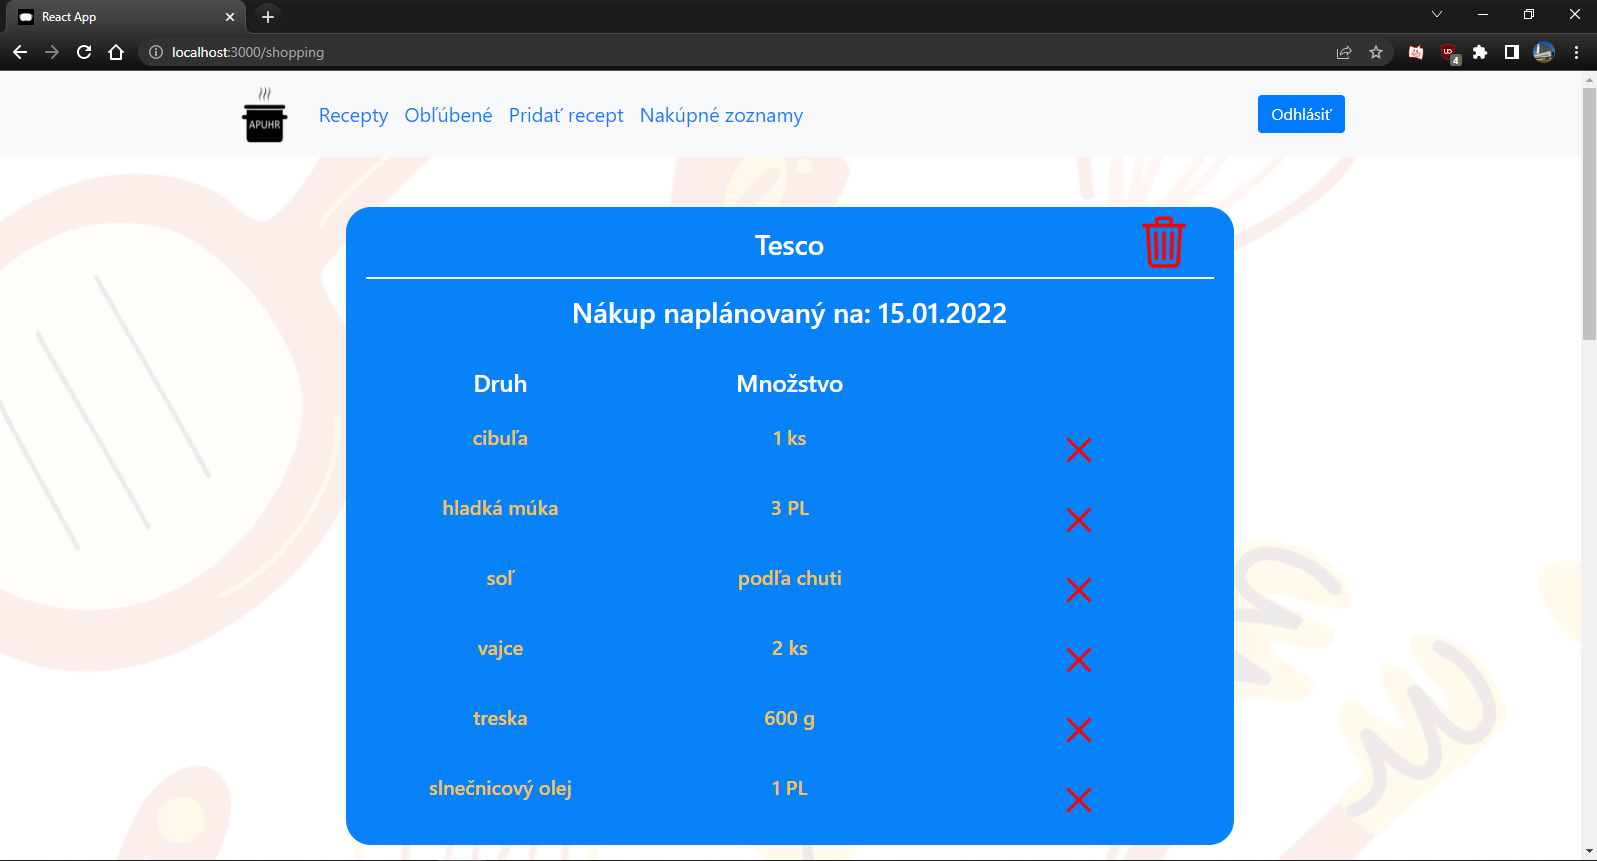 React App
localhost:3000/shopping
4
APUHR
Recepty Obľúbené Pridať recept Nákupné zoznamy
Odhlásiť
Tesco
Nákup naplánovaný na: 15.01.2022
Druh Množstvo
cibuľa 1 ks
hladká múka 3 PL
soľ podľa chuti
vajce 2 ks
treska 600 g
slnečnicový olej 1 PL